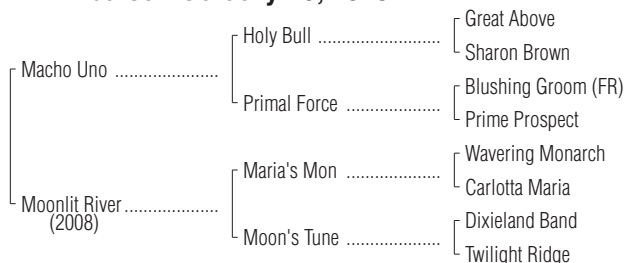 Great Above
Holy Bull ..........................
Sharon Brown
Macho Uno ......................
Blushing Groom (FR)
Primal Force ....................
Prime Prospect
Wavering Monarch
Maria's Mon .....................
Carlotta Maria
Moonlit River ....................
(2008)
Dixieland Band
Moon's Tune ....................
Twilight Ridge